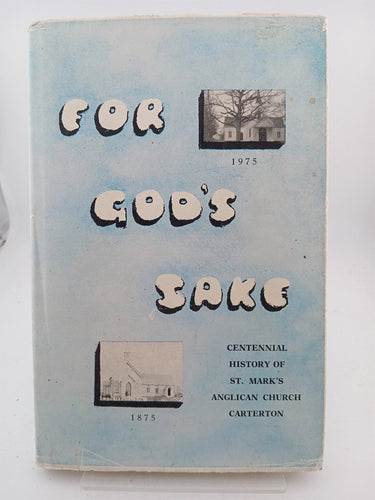 FOR
1975
GOD'S
SAKE
1875
CENTENNIAL
HISTORY OF
ST. MARK'S
ANGLICAN CHURCH
CARTERTON